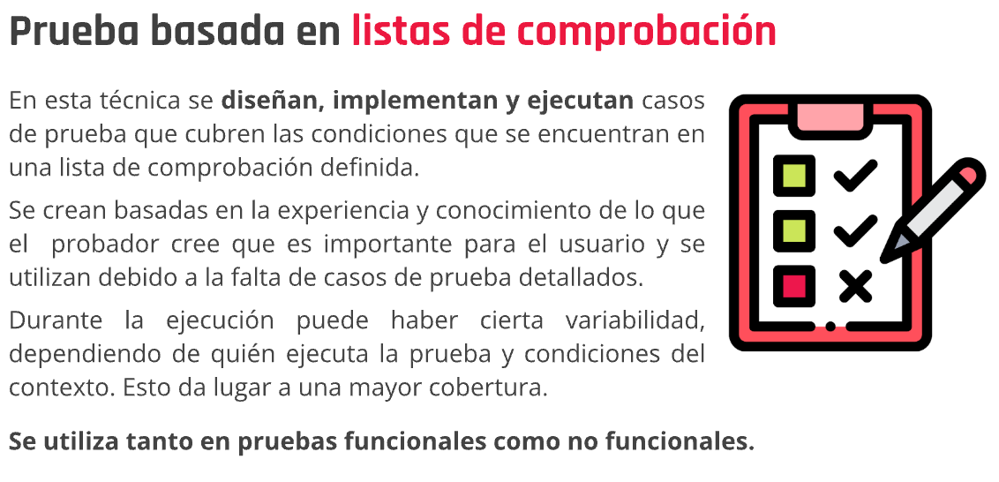 Prueba basada en listas de comprobación
En esta técnica se diseñan, implementan y ejecutan casos
de prueba que cubren las condiciones que se encuentran en
una lista de comprobación definida.
Se crean basadas en la experiencia y conocimiento de lo que
el probador cree que es importante para el usuario y se
utilizan debido a la falta de casos de prueba detallados.
Durante la ejecución puede haber cierta variabilidad,
dependiendo de quién ejecuta la prueba y condiciones del
contexto. Esto da lugar a una mayor cobertura.
Se utiliza tanto en pruebas funcionales como no funcionales.